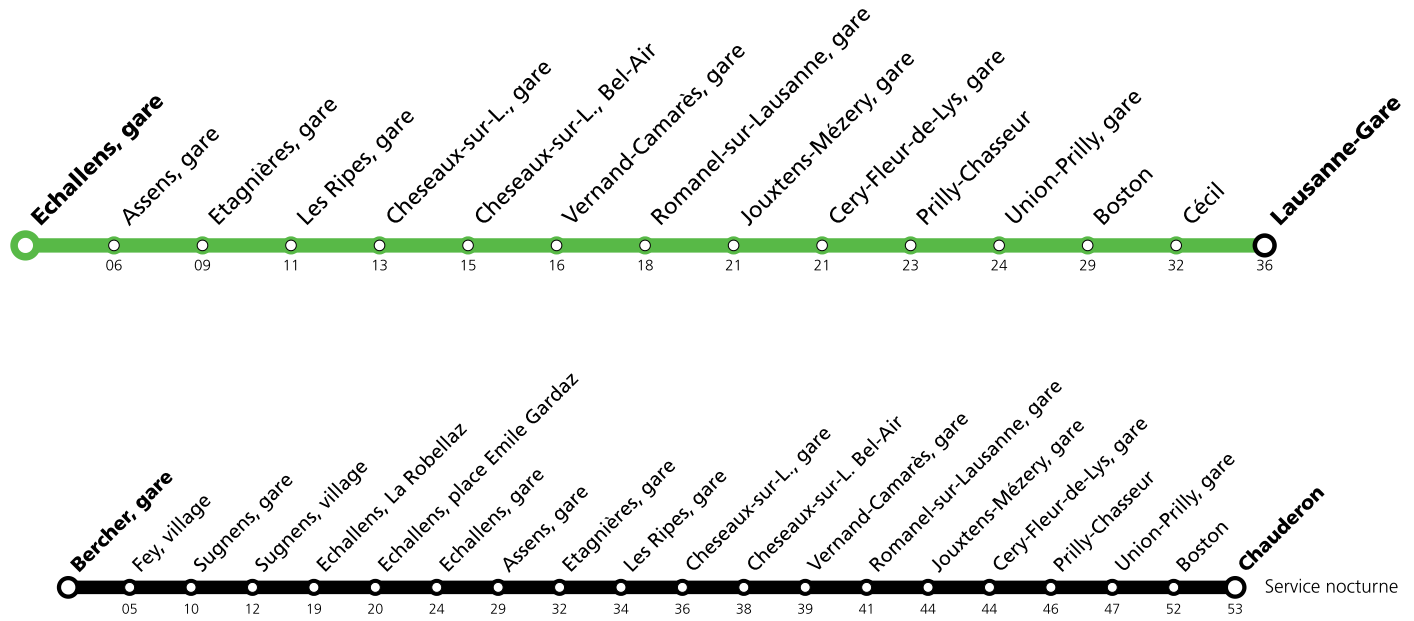 Echallens, gare
Assens, gare
Etagnières, gare
Les Ripes, gare
Cheseaux-sur-L., gare
Cheseaux-sur-L., Bel-Air
Vernand-Camarès, gare
Romanel-sur-Lausanne, gare
Jouxtens-Mézery, gare
Cery-Fleur-de-Lys, gare
Prilly-Chasseur
Union-Prilly, gare
Boston
Cécil
Lausanne-Gare
06 09 11 13 15 16 18 21 21 23 24 29 32 36
Bercher, gare
Fey, village
Sugnens, gare
Sugnens, village
Echallens, La Robellaz
Echallens, place Emile Gardaz
Echallens, gare
Assens, gare
Etagnières, gare
Les Ripes, gare
Cheseaux-sur-L., gare
Cheseaux-sur-L. Bel-Air
Vernand-Camarès, gare
Romanel-sur-Lausanne, gare
Jouxtens-Mézery, gare
Cery-Fleur-de-Lys, gare
Prilly-Chasseur
Union-Prilly, gare
Boston
Chauderon
Service nocturne
05 10 12 19 20 24 29 32 34 36 38 39 41 44 44 46 47 52 53